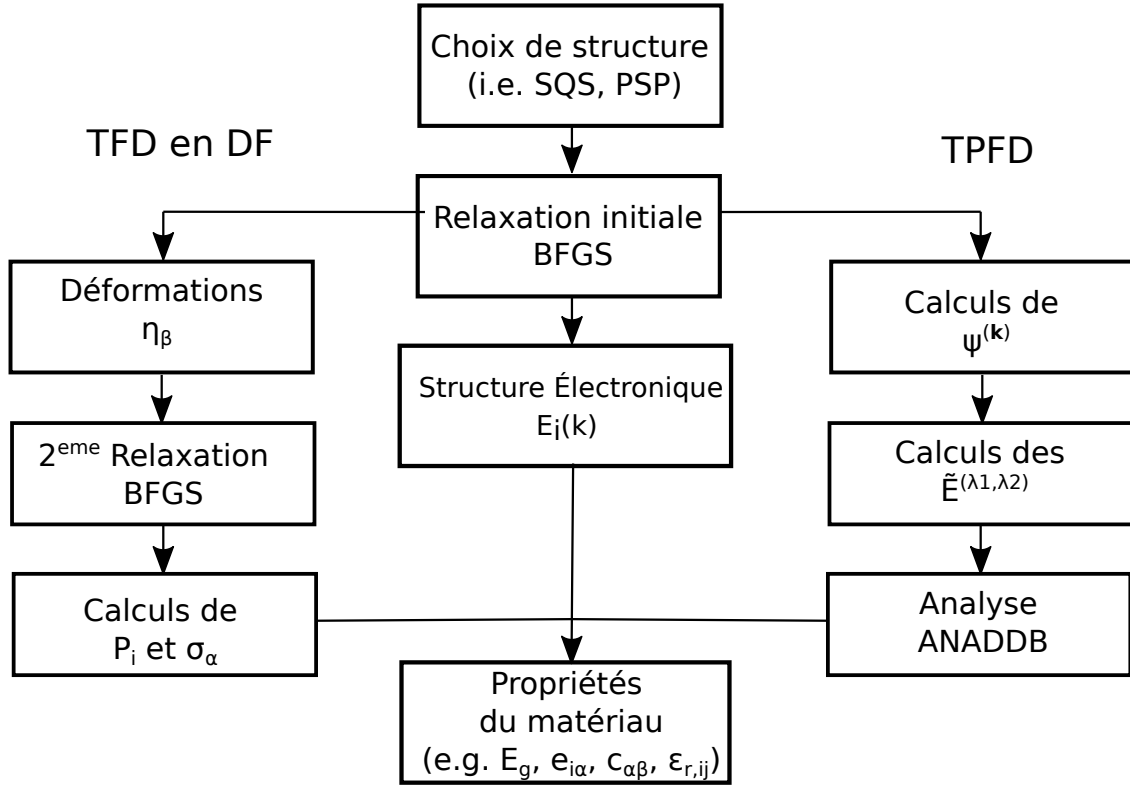 Choix de structure
(i.e. SQS, PSP)
TFD en DF
TPFD
Relaxation initiale
BFGS
Déformations
ηβ
Calculs de
ψ(k)
Structure Électronique
Ei(k)
2eme Relaxation
BFGS
Calculs des
Ẽ(λ1,λ2)
Calculs de
Pi et σα
Analyse
ANADDB
Propriétés
du matériau
(e.g. Eg, eiα, cαβ, εr,ij)